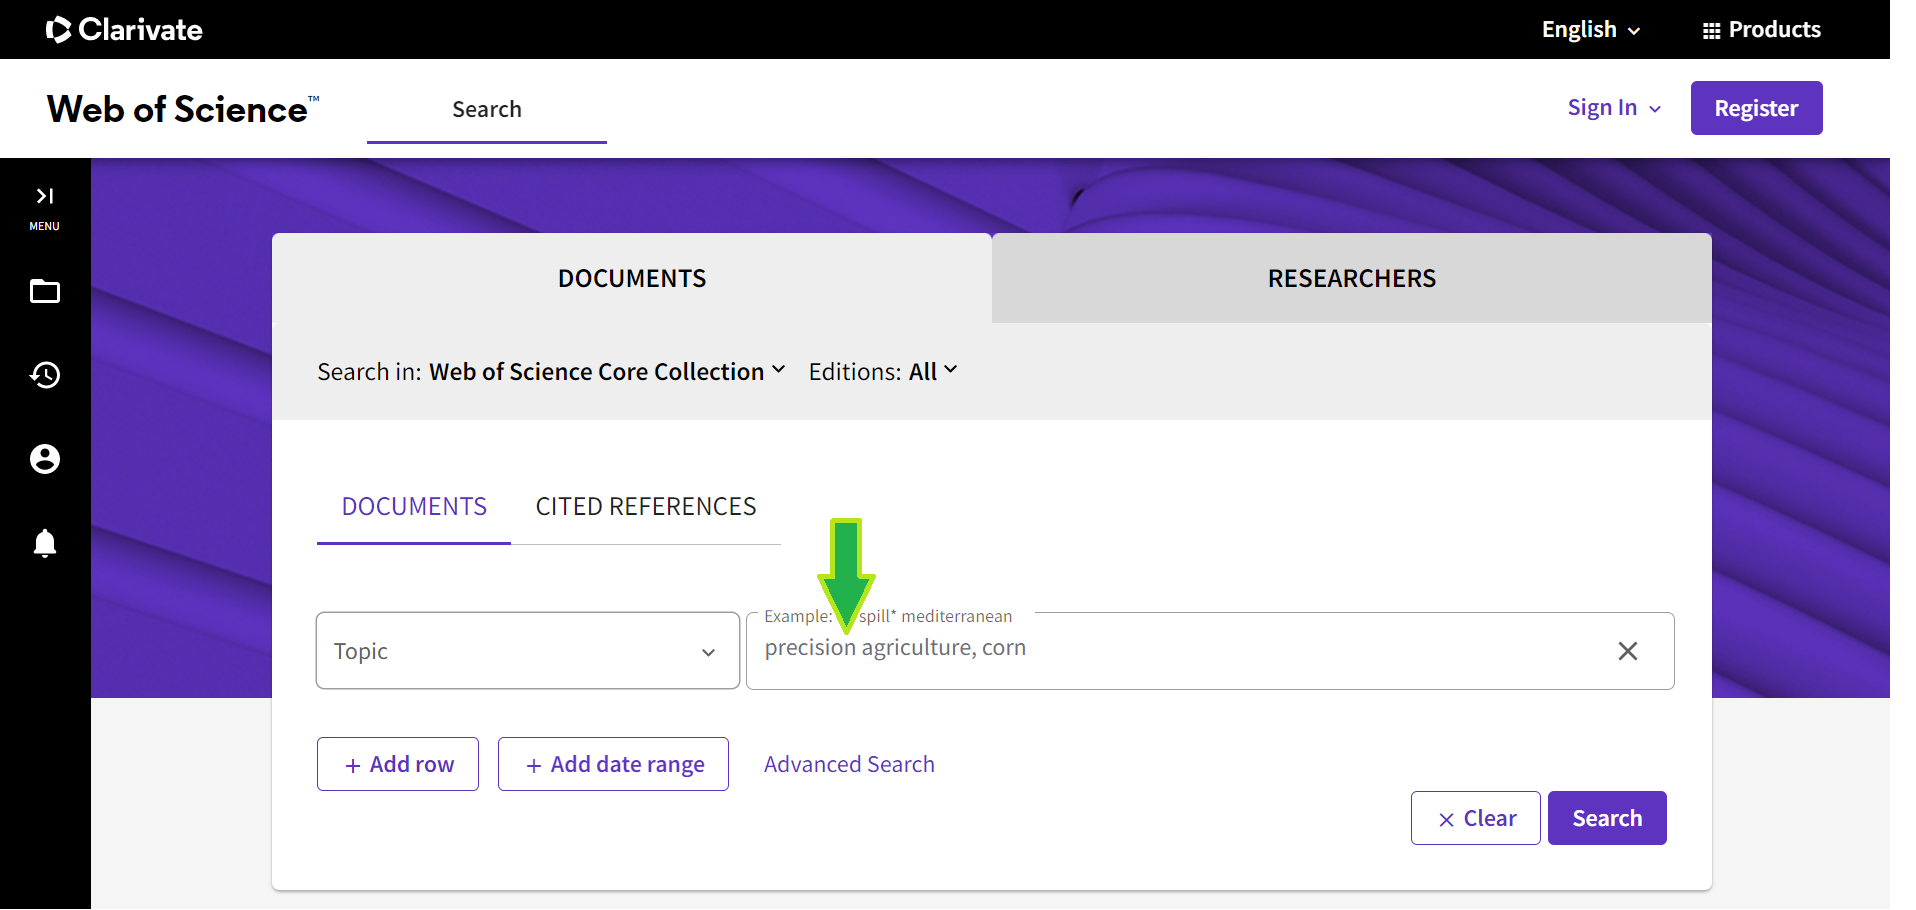 Clarivate
English
Products
Web of Science™
Search
Sign In
Register
MENU
DOCUMENTS
RESEARCHERS
Search in: Web of Science Core Collection
Editions: All
DOCUMENTS
CITED REFERENCES
Topic
Example: spill* mediterranean
precision agriculture, corn
+ Add row
+ Add date range
Advanced Search
× Clear
Search